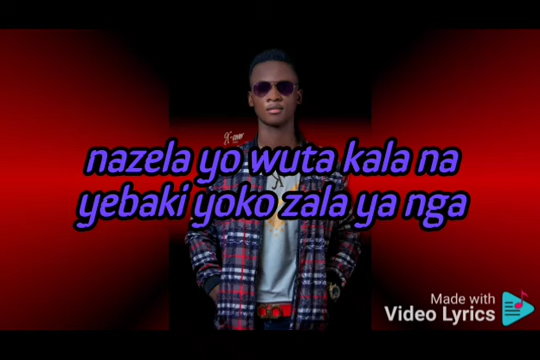 nazela yo wuta kala na
yebaki yoko zala ya nga
Made with
Video Lyrics